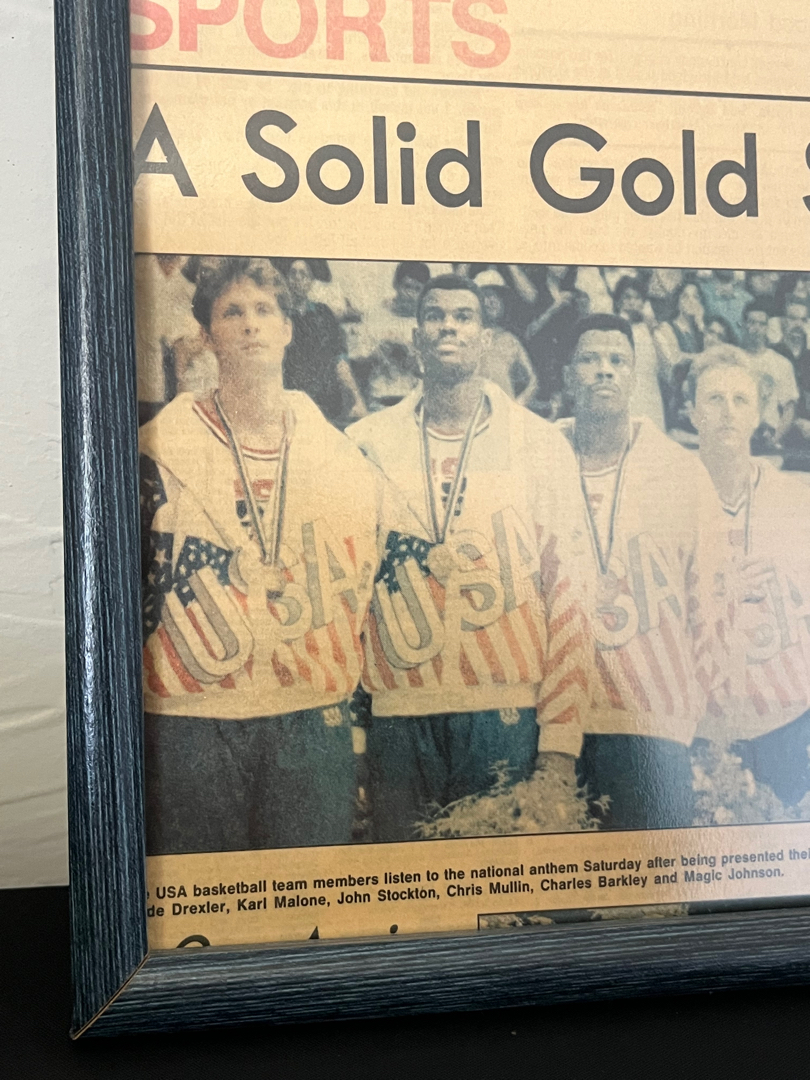 SPORTS
A Solid Gold
USA
USA
USA
USA basketball team members listen to the national anthem Saturday after being presented
de Drexler, Karl Malone, John Stockton, Chris Mullin, Charles Barkley and Magic Johnson.